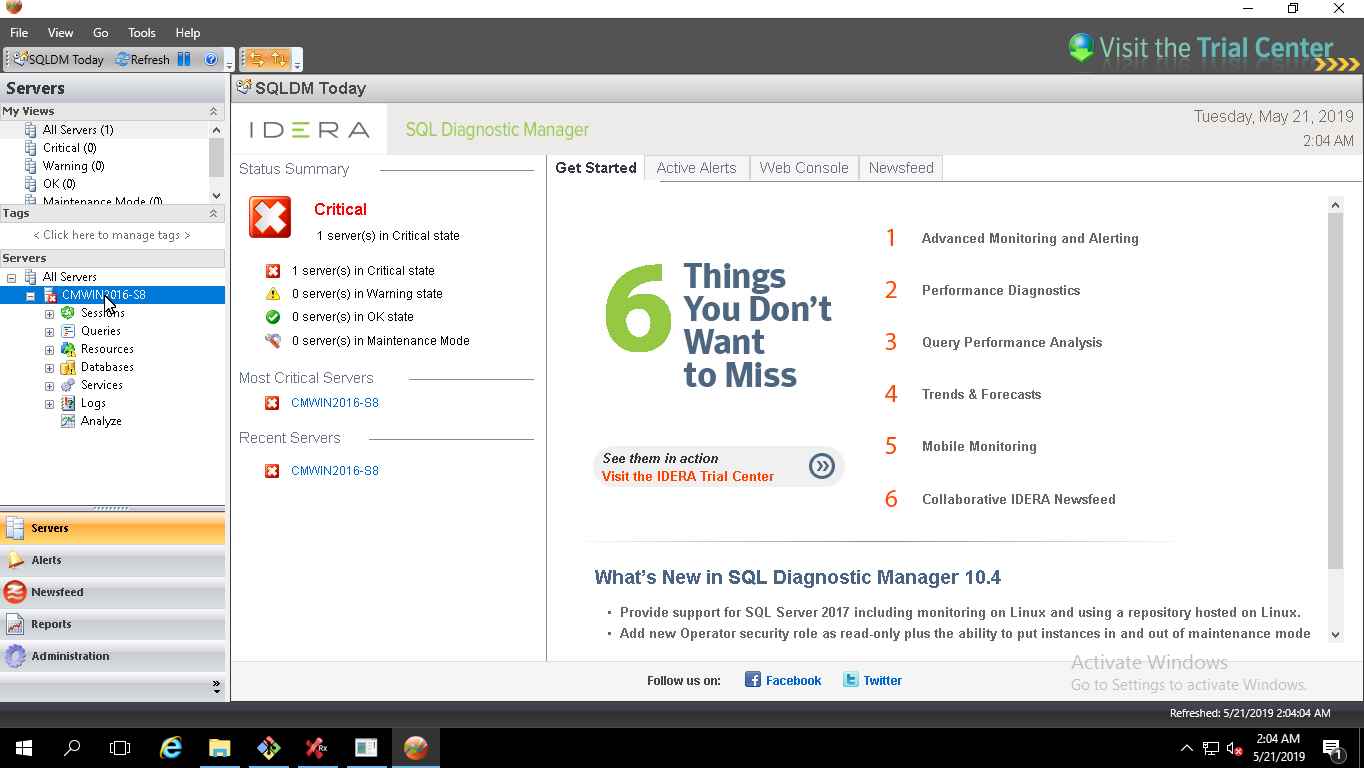 File View Go Tools Help
Visit the Trial Center
SQLDM Today Refresh
Servers
My Views
All Servers (1)
Critical (0)
Warning (0)
OK (0)
Maintenance Mode (0)
Tags
< Click here to manage tags >
Servers
All Servers
CMWIN2016-S8
Sessions
Queries
Resources
Databases
Services
Logs
Analyze
Servers
Alerts
Newsfeed
Reports
Administration
SQLDM Today
IDERA SQL Diagnostic Manager
Tuesday, May 21, 2019
2:04 AM
Status Summary
Critical
1 server(s) in Critical state
1 server(s) in Critical state
0 server(s) in Warning state
0 server(s) in OK state
0 server(s) in Maintenance Mode
Most Critical Servers
CMWIN2016-S8
Recent Servers
CMWIN2016-S8
Get Started Active Alerts Web Console Newsfeed
6 Things
You Don't
Want
to Miss
See them in action
Visit the IDERA Trial Center
1 Advanced Monitoring and Alerting
2 Performance Diagnostics
3 Query Performance Analysis
4 Trends & Forecasts
5 Mobile Monitoring
6 Collaborative IDERA Newsfeed
What's New in SQL Diagnostic Manager 10.4
• Provide support for SQL Server 2017 including monitoring on Linux and using a repository hosted on Linux.
• Add new Operator security role as read-only plus the ability to put instances in and out of maintenance mode
Activate Windows
Go to Settings to activate Windows.
Follow us on: Facebook Twitter
Refreshed: 5/21/2019 2:04:04 AM
Rx
2:04 AM
5/21/2019
1